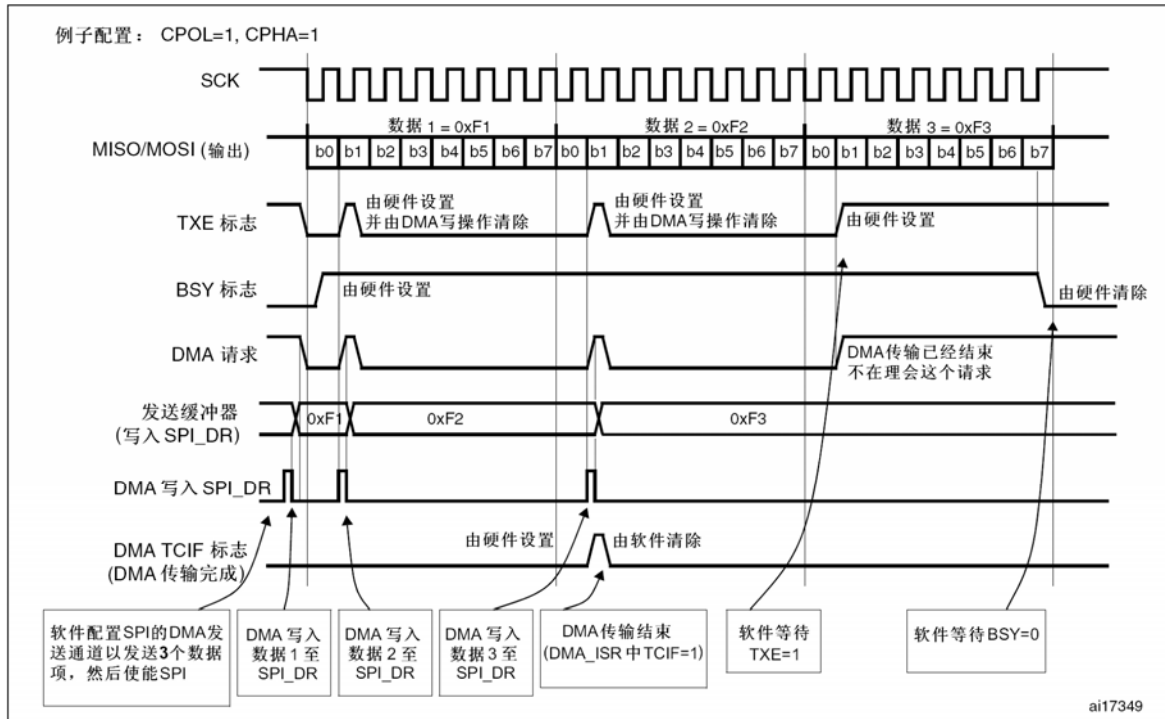 例子配置： CPOL=1, CPHA=1
SCK
数据 1 = 0xF1 数据 2 = 0xF2 数据 3 = 0xF3
MISO/MOSI (输出) b0 b1 b2 b3 b4 b5 b6 b7 b0 b1 b2 b3 b4 b5 b6 b7 b0 b1 b2 b3 b4 b5 b6 b7
TXE 标志
由硬件设置
并由DMA写操作清除
由硬件设置
并由DMA写操作清除
由硬件设置
BSY 标志
由硬件设置
由硬件清除
DMA 请求
DMA传输已经结束
不在理会这个请求
发送缓冲器
(写入 SPI_DR)
0xF1 0xF2 0xF3
DMA 写入 SPI_DR
DMA TCIF 标志
(DMA 传输完成)
由硬件设置 由软件清除
软件配置SPI的DMA发
送通道以发送3个数据
项，然后使能SPI
DMA 写入
数据1至
SPI_DR
DMA 写入
数据2至
SPI_DR
DMA 写入
数据3至
SPI_DR
DMA传输结束
(DMA_ISR 中TCIF=1)
软件等待
TXE=1
软件等待BSY=0
ai17349